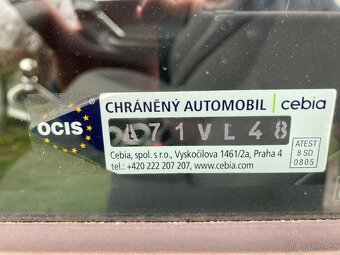 CHRÁNĚNÝ AUTOMOBIL | cebia
OCIS
471VL48
Cebia, spol. s r.o., Vyskočilova 1461/2a, Praha 4
tel.: +420 222 207 207, www.cebia.com
ATEST
8 SD
0805